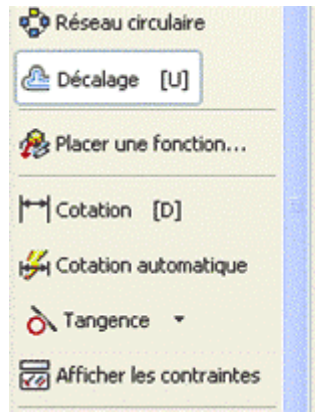 Réseau circulaire
Décalage [U]
Placer une fonction...
Cotation [D]
Cotation automatique
Tangence
Afficher les contraintes